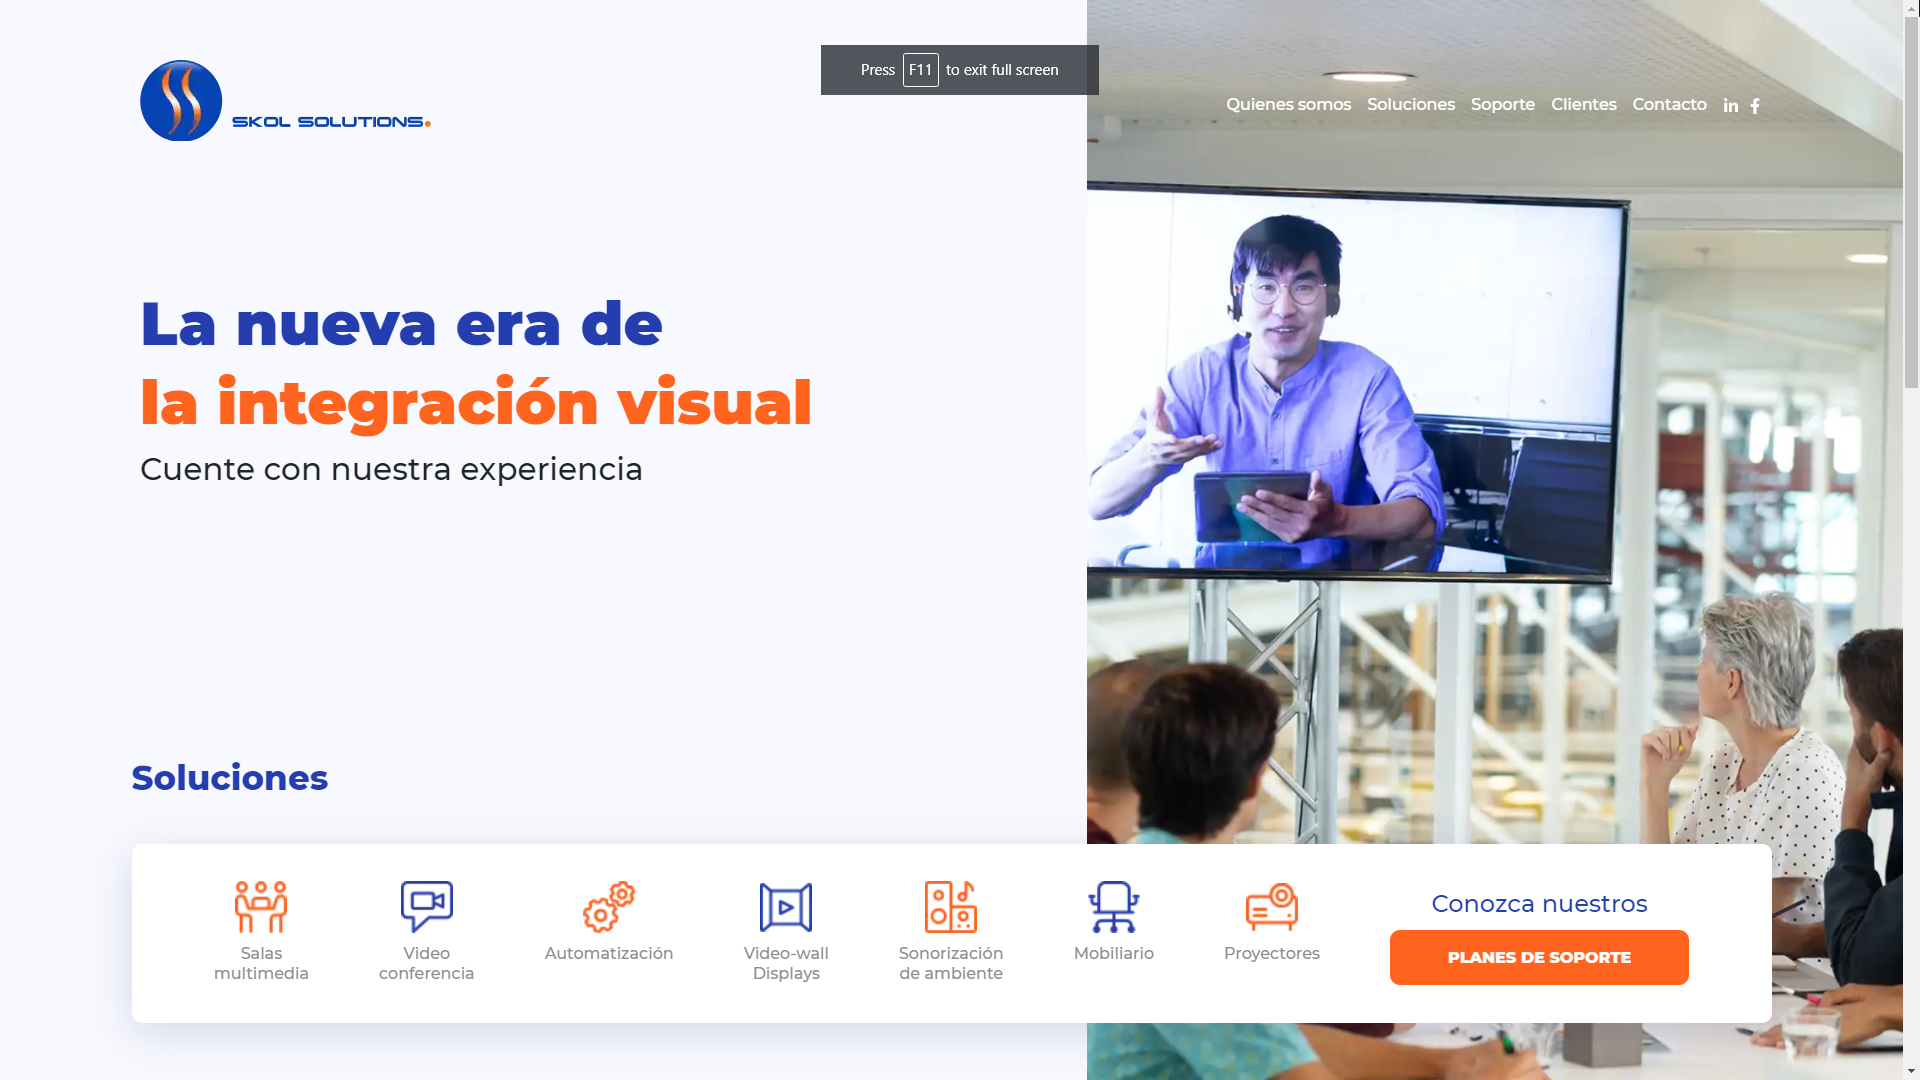 Press F11 to exit full screen
SKOL SOLUTIONS.
Quienes somos Soluciones Soporte Clientes Contacto in f
La nueva era de
la integración visual
Cuente con nuestra experiencia
Soluciones
Salas
multimedia
Video
conferencia
Automatización
Video-wall
Displays
Sonorización
de ambiente
Mobiliario
Proyectores
Conozca nuestros
PLANES DE SOPORTE